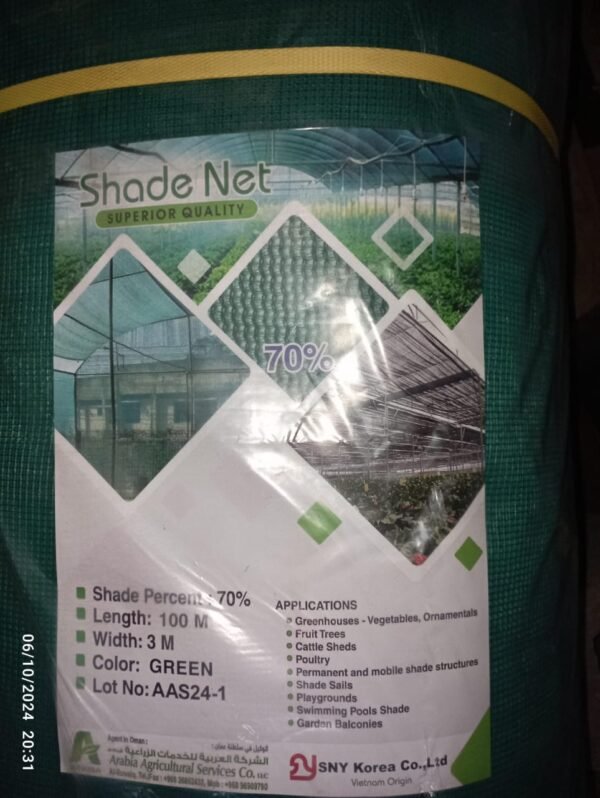 Shade Net
SUPERIOR QUALITY
70%
Shade Percent : 70%
Length: 100 M
Width: 3 M
Color: GREEN
Lot No: AAS24-1
APPLICATIONS
Greenhouses - Vegetables, Ornamentals
Fruit Trees
Cattle Sheds
Poultry
Permanent and mobile shade structures
Shade Sails
Playgrounds
Swimming Pools Shade
Garden Balconies
Agent in Oman :
الوكيل في سلطنة عمان :
الشركة العربية للخدمات الزراعية
Arabia Agricultural Services Co. LLC
SNY Korea Co.,Ltd
Vietnam Origin
06/10/2024 20:31